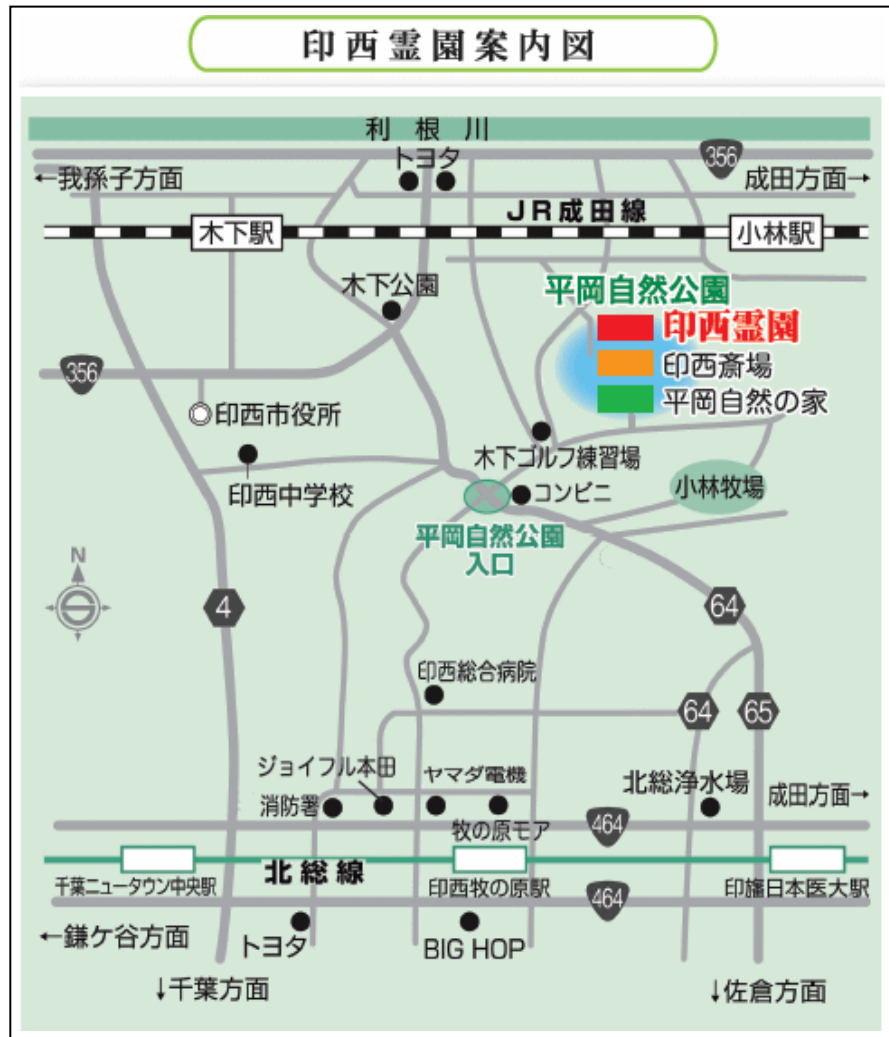 印西霊園案内図
利根川
トヨタ
356
←我孫子方面
成田方面→
JR成田線
木下駅
小林駅
木下公園
平岡自然公園
印西霊園
印西斎場
平岡自然の家
356
印西市役所
木下ゴルフ練習場
印西中学校
コンビニ
小林牧場
平岡自然公園
入口
N
4
64
印西総合病院
64
65
ジョイフル本田
ヤマダ電機
北総浄水場
成田方面→
消防署
牧の原モア
464
北総線
千葉ニュータウン中央駅
印西牧の原駅
印旛日本医大駅
464
←鎌ケ谷方面
トヨタ
BIG HOP
↓千葉方面
↓佐倉方面